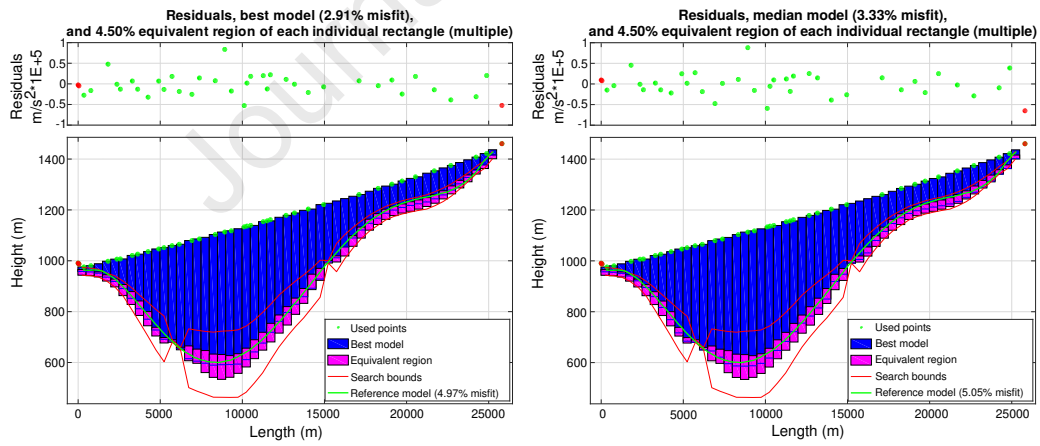 Residuals, best model (2.91% misfit),
and 4.50% equivalent region of each individual rectangle (multiple)
Residuals
m/s²*1E+5
1
0.5
0
-0.5
-1
Height (m)
1400
1200
1000
800
600
Used points
Best model
Equivalent region
Search bounds
Reference model (4.97% misfit)
0
5000
10000
15000
20000
25000
Length (m)
Residuals, median model (3.33% misfit),
and 4.50% equivalent region of each individual rectangle (multiple)
Residuals
m/s²*1E+5
1
0.5
0
-0.5
-1
Height (m)
1400
1200
1000
800
600
Used points
Best model
Equivalent region
Search bounds
Reference model (5.05% misfit)
0
5000
10000
15000
20000
25000
Length (m)